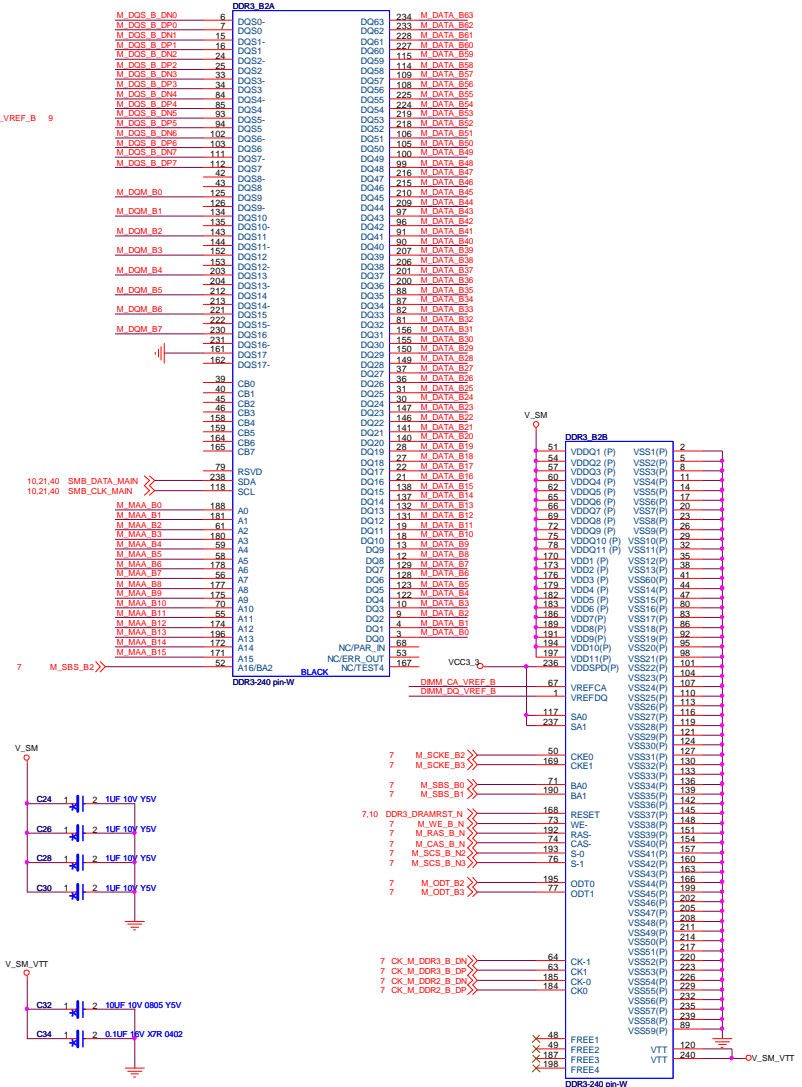 DDR3_B2A
M_DQS_B_DN0 6 DQS0- DQ63 234 M_DATA_B63
M_DQS_B_DP0 7 DQS0 DQ62 233 M_DATA_B62
M_DQS_B_DN1 15 DQS1- DQ61 228 M_DATA_B61
M_DQS_B_DP1 16 DQS1 DQ60 227 M_DATA_B60
M_DQS_B_DN2 24 DQS2- DQ59 115 M_DATA_B59
M_DQS_B_DP2 25 DQS2 DQ58 114 M_DATA_B58
M_DQS_B_DN3 33 DQS3- DQ57 109 M_DATA_B57
M_DQS_B_DP3 34 DQS3 DQ56 108 M_DATA_B56
M_DQS_B_DN4 84 DQS4- DQ55 225 M_DATA_B55
M_DQS_B_DP4 85 DQS4 DQ54 224 M_DATA_B54
_VREF_B 9
M_DQS_B_DN5 93 DQS5- DQ53 219 M_DATA_B53
M_DQS_B_DP5 94 DQS5 DQ52 218 M_DATA_B52
M_DQS_B_DN6 102 DQS6- DQ51 106 M_DATA_B51
M_DQS_B_DP6 103 DQS6 DQ50 105 M_DATA_B50
M_DQS_B_DN7 111 DQS7- DQ49 100 M_DATA_B49
M_DQS_B_DP7 112 DQS7 DQ48 99 M_DATA_B48
42 DQS8- DQ47 216 M_DATA_B47
43 DQS8 DQ46 215 M_DATA_B46
M_DQM_B0 125 DQS9 DQ45 210 M_DATA_B45
126 DQS9- DQ44 209 M_DATA_B44
M_DQM_B1 134 DQS10 DQ43 97 M_DATA_B43
135 DQS10- DQ42 96 M_DATA_B42
M_DQM_B2 143 DQS11 DQ41 91 M_DATA_B41
144 DQS11- DQ40 90 M_DATA_B40
M_DQM_B3 152 DQS12 DQ39 207 M_DATA_B39
153 DQS12- DQ38 206 M_DATA_B38
M_DQM_B4 203 DQS13 DQ37 201 M_DATA_B37
204 DQS13- DQ36 200 M_DATA_B36
M_DQM_B5 212 DQS14 DQ35 88 M_DATA_B35
213 DQS14- DQ34 87 M_DATA_B34
M_DQM_B6 221 DQS15 DQ33 82 M_DATA_B33
222 DQS15- DQ32 81 M_DATA_B32
M_DQM_B7 230 DQS16 DQ31 156 M_DATA_B31
231 DQS16- DQ30 155 M_DATA_B30
161 DQS17 DQ29 150 M_DATA_B29
162 DQS17- DQ28 149 M_DATA_B28
DQ27 37 M_DATA_B27
39 CB0 DQ26 36 M_DATA_B26
40 CB1 DQ25 31 M_DATA_B25
45 CB2 DQ24 30 M_DATA_B24
46 CB3 DQ23 147 M_DATA_B23
158 CB4 DQ22 146 M_DATA_B22
159 CB5 DQ21 141 M_DATA_B21
164 CB6 DQ20 140 M_DATA_B20
165 CB7 DQ19 28 M_DATA_B19
DQ18 27 M_DATA_B18
79 RSVD DQ17 22 M_DATA_B17
10,21,40 SMB_DATA_MAIN 238 SDA DQ16 21 M_DATA_B16
10,21,40 SMB_CLK_MAIN 118 SCL DQ15 138 M_DATA_B15
DQ14 137 M_DATA_B14
M_MAA_B0 188 A0 DQ13 132 M_DATA_B13
M_MAA_B1 181 A1 DQ12 131 M_DATA_B12
M_MAA_B2 61 A2 DQ11 19 M_DATA_B11
M_MAA_B3 180 A3 DQ10 18 M_DATA_B10
M_MAA_B4 59 A4 DQ9 13 M_DATA_B9
M_MAA_B5 58 A5 DQ8 12 M_DATA_B8
M_MAA_B6 178 A6 DQ7 129 M_DATA_B7
M_MAA_B7 56 A7 DQ6 128 M_DATA_B6
M_MAA_B8 177 A8 DQ5 123 M_DATA_B5
M_MAA_B9 175 A9 DQ4 122 M_DATA_B4
M_MAA_B10 70 A10 DQ3 10 M_DATA_B3
M_MAA_B11 55 A11 DQ2 9 M_DATA_B2
M_MAA_B12 174 A12 DQ1 4 M_DATA_B1
M_MAA_B13 196 A13 DQ0 3 M_DATA_B0
M_MAA_B14 172 A14 NC/PAR_IN 68
M_MAA_B15 171 A15 NC/ERR_OUT 53
7 M_SBS_B2 52 A16/BA2 NC/TEST4 167
BLACK
DDR3-240 pin-W
V_SM
DDR3_B2B
51 VDDQ1 (P) VSS1(P) 2
54 VDDQ2 (P) VSS2(P) 5
57 VDDQ3 (P) VSS3(P) 8
60 VDDQ4 (P) VSS4(P) 11
62 VDDQ5 (P) VSS5(P) 14
65 VDDQ6 (P) VSS6(P) 17
66 VDDQ7 (P) VSS7(P) 20
69 VDDQ8 (P) VSS8(P) 23
72 VDDQ9 (P) VSS9(P) 26
75 VDDQ10 (P) VSS10(P) 29
78 VDDQ11 (P) VSS11(P) 32
170 VDD1 (P) VSS12(P) 35
173 VDD2 (P) VSS13(P) 38
176 VDD3 (P) VSS60(P) 41
179 VDD4 (P) VSS14(P) 44
182 VDD5 (P) VSS15(P) 47
183 VDD6 (P) VSS16(P) 80
186 VDD7(P) VSS17(P) 83
189 VDD8(P) VSS18(P) 86
191 VDD9(P) VSS19(P) 92
194 VDD10(P) VSS20(P) 95
197 VDD11(P) VSS21(P) 98
VCC3_3 236 VDDSPD(P) VSS22(P) 101
VSS23(P) 104
DIMM_CA_VREF_B 67 VREFCA VSS24(P) 107
DIMM_DQ_VREF_B 1 VREFDQ VSS25(P) 110
VSS26(P) 113
117 SA0 VSS27(P) 116
237 SA1 VSS28(P) 119
VSS29(P) 121
VSS30(P) 124
7 M_SCKE_B2 50 CKE0 VSS31(P) 127
7 M_SCKE_B3 169 CKE1 VSS32(P) 130
VSS33(P) 133
7 M_SBS_B0 71 BA0 VSS34(P) 136
7 M_SBS_B1 190 BA1 VSS35(P) 139
VSS36(P) 142
7,10 DDR3_DRAMRST_N 168 RESET VSS37(P) 145
7 M_WE_B_N 73 WE- VSS38(P) 148
7 M_RAS_B_N 192 RAS- VSS39(P) 151
7 M_CAS_B_N 74 CAS- VSS40(P) 154
7 M_SCS_B_N2 193 S-0 VSS41(P) 157
7 M_SCS_B_N3 76 S-1 VSS42(P) 160
VSS43(P) 163
7 M_ODT_B2 195 ODT0 VSS44(P) 166
7 M_ODT_B3 77 ODT1 VSS45(P) 199
VSS46(P) 202
VSS47(P) 205
VSS48(P) 208
VSS49(P) 211
VSS50(P) 214
VSS51(P) 217
7 CK_M_DDR3_B_DN 64 CK-1 VSS52(P) 220
7 CK_M_DDR3_B_DP 63 CK1 VSS53(P) 223
7 CK_M_DDR2_B_DN 185 CK-0 VSS54(P) 226
7 CK_M_DDR2_B_DP 184 CK0 VSS55(P) 229
VSS56(P) 232
VSS57(P) 235
VSS58(P) 239
VSS59(P) 89
48 FREE1
49 FREE2 VTT 120
187 FREE3 VTT 240 V_SM_VTT
198 FREE4
DDR3-240 pin-W
V_SM
C24 1 2 1UF 10V Y5V
C26 1 2 1UF 10V Y5V
C28 1 2 1UF 10V Y5V
C30 1 2 1UF 10V Y5V
V_SM_VTT
C32 1 2 10UF 10V 0805 Y5V
C34 1 2 0.1UF 16V X7R 0402